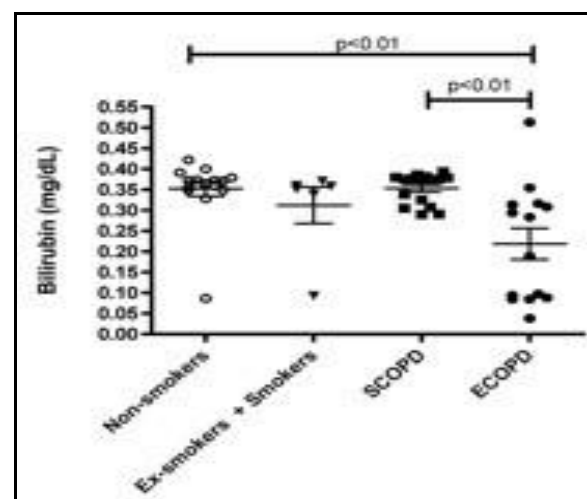 p<0.01
p<0.01
0.55
0.50
0.45
0.40
0.35
0.30
0.25
0.20
0.15
0.10
0.05
0.00
Bilirubin (mg/dL)
Non-smokers
Ex-smokers + Smokers
SCOPD
ECOPD